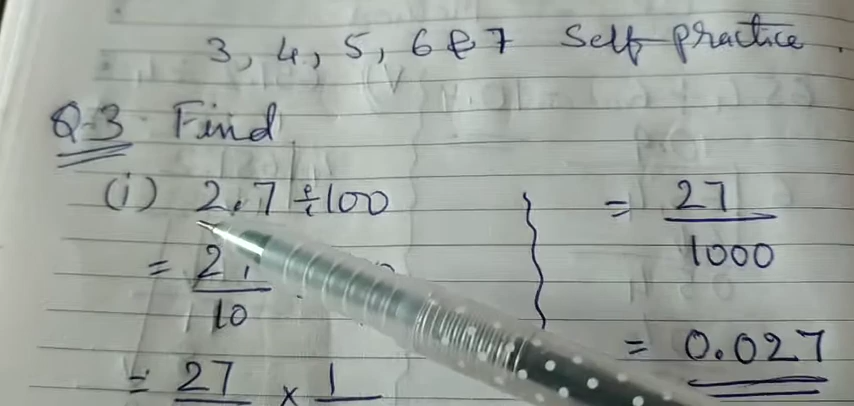 3, 4, 5, 6 & 7 Self practice.
Q.3 Find
(i) 2.7 ÷ 100
= 2
10
= 27 × 1
= 27
1000
= 0.027